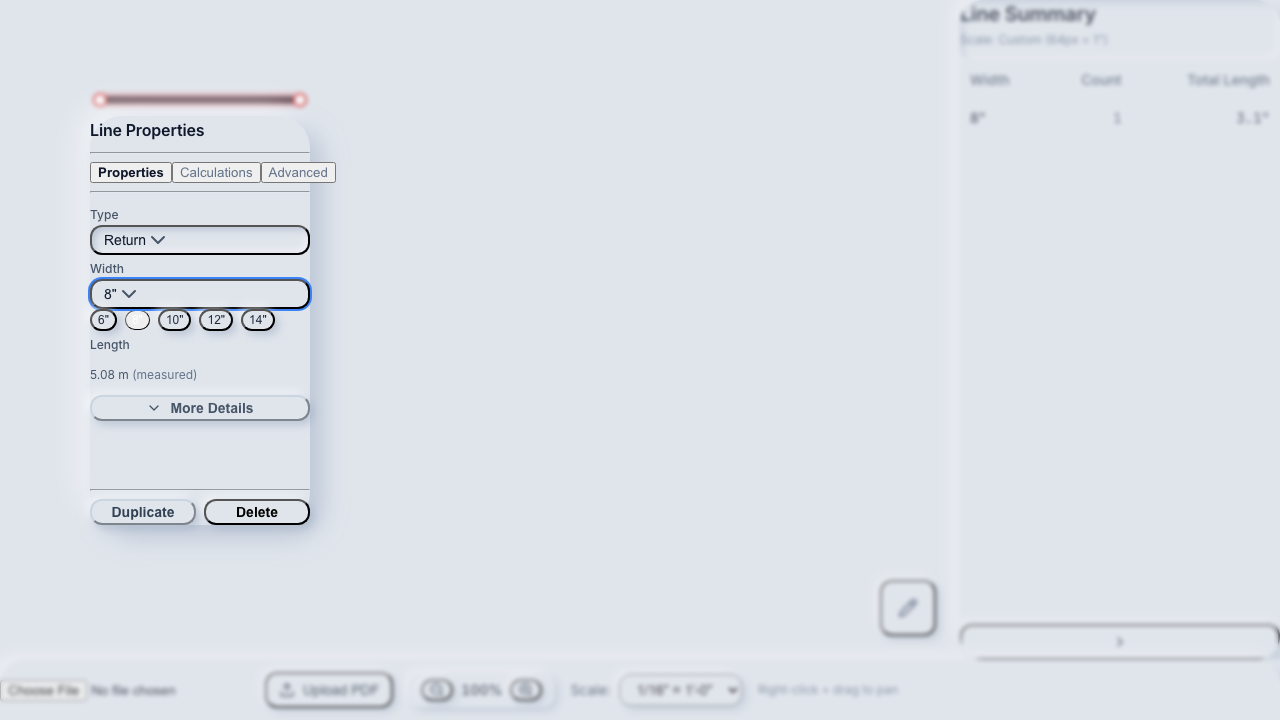 Line Summary
Scale: Custom (64px = 1")
Width Count Total Length
8" 1 3.1"
Line Properties
Properties Calculations Advanced
Type
Return
Width
8"
6" 10" 12" 14"
Length
5.08 m (measured)
More Details
Duplicate Delete
Choose File No file chosen Upload PDF 100% Scale: 1/16" = 1'-0" Right-click + drag to pan